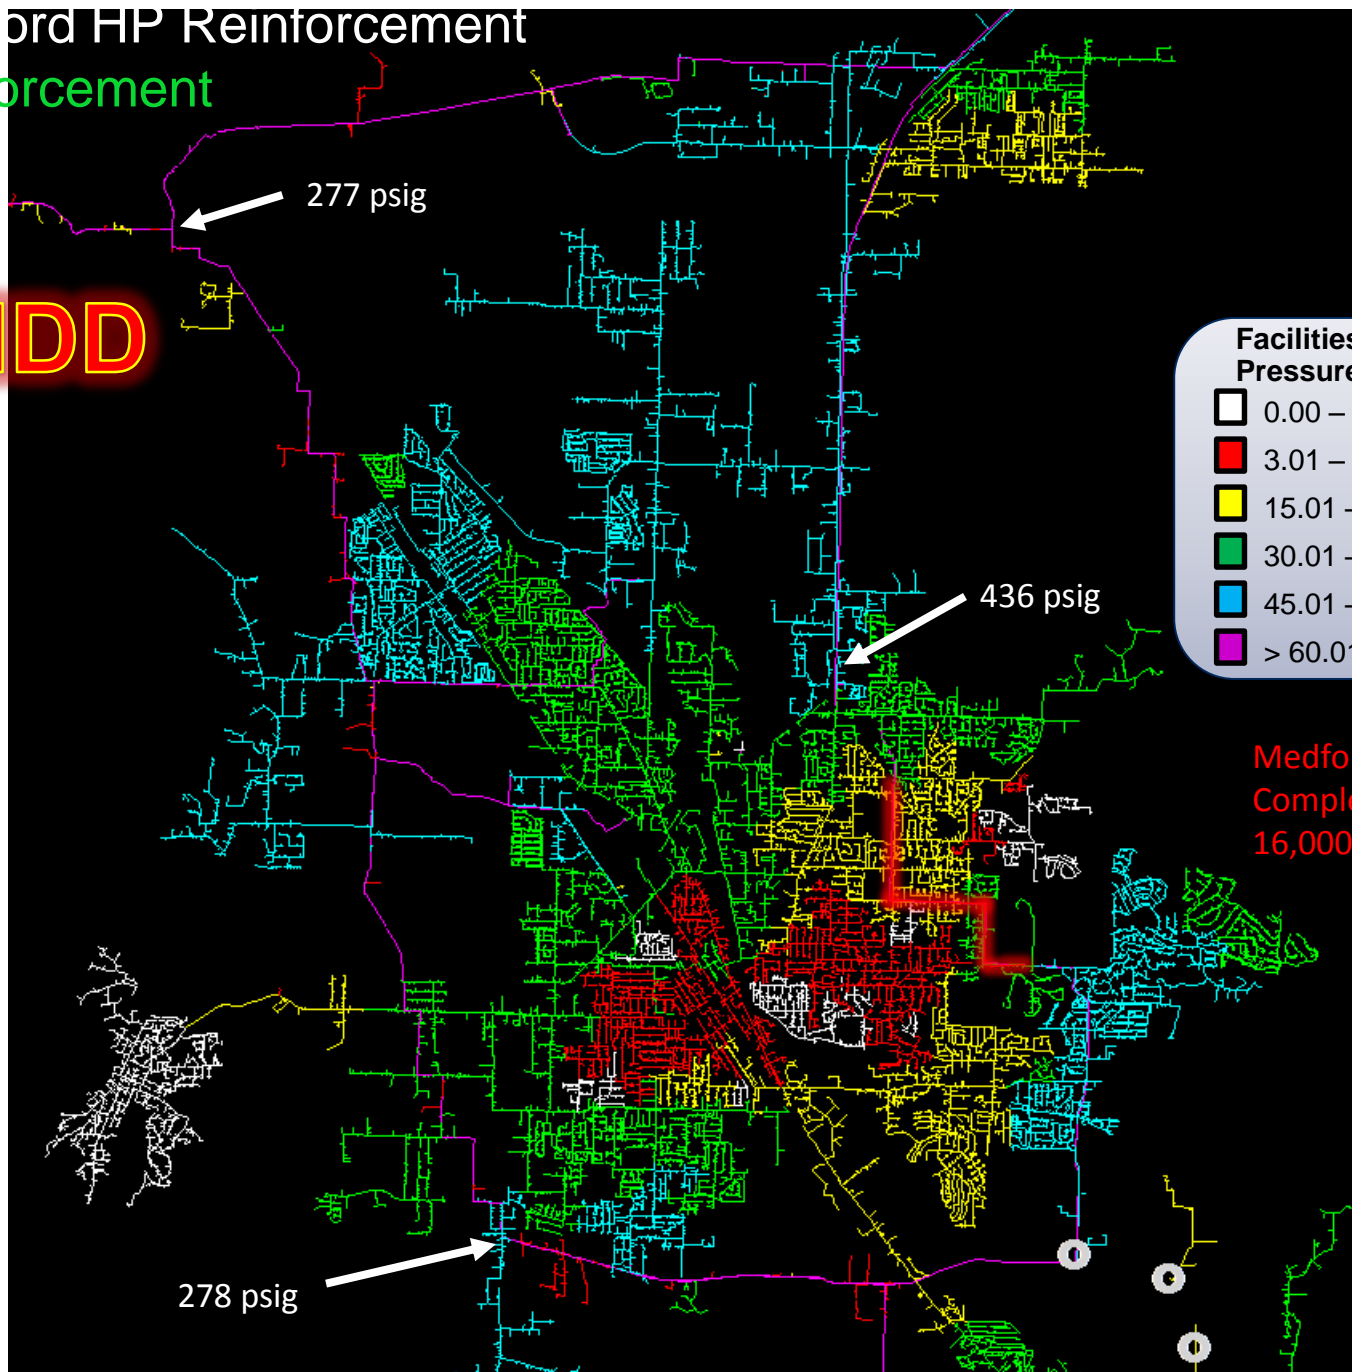 ord HP Reinforcement
orcement
277 psig
DD
Facilities
Pressure
0.00 –
3.01 –
15.01 -
30.01 -
45.01 -
> 60.01
436 psig
Medfo
Comple
16,000
278 psig